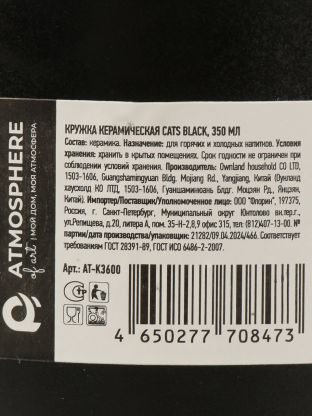 ATMOSPHERE
of art | МОЙ ДОМ, МОЯ АТМОСФЕРА
КРУЖКА КЕРАМИЧЕСКАЯ CATS BLACK, 350 МЛ
Состав: керамика. Назначение: для горячих и холодных напитков. Условия
хранения: хранить в крытых помещениях. Срок годности не ограничен при
соблюдении условий хранения. Производитель: Ownland household CO LTD,
1503-1606, Guangshamingyuan Bldg. Mojiang Rd., Yangjiang, Китай (Оунланд
хаусхолд КО ЛТД, 1503-1606, Гуаншаминюань Блдг. Моцзян Рд., Янцзян,
Китай). Импортер/Поставщик/Уполномоченное лицо: ООО "Флорин", 197375,
Россия, г. Санкт-Петербург, Муниципальный округ Юнтолово вн.тер.г.,
ул.Репищева, д.20, литера А, пом. 35-Н-2,8,9 офис 315, тел: (812)407-13-00. №
партии/дата производства/упаковщик: 21282/09.04.2024/466. Соответствует
требованиям ГОСТ 28391-89, ГОСТ ИСО 6486-2-2007.
Арт.: AT-K3600
4 650277 708473